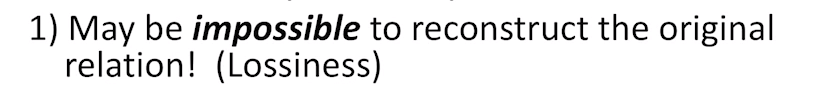 1) May be impossible to reconstruct the original
relation! (Lossiness)